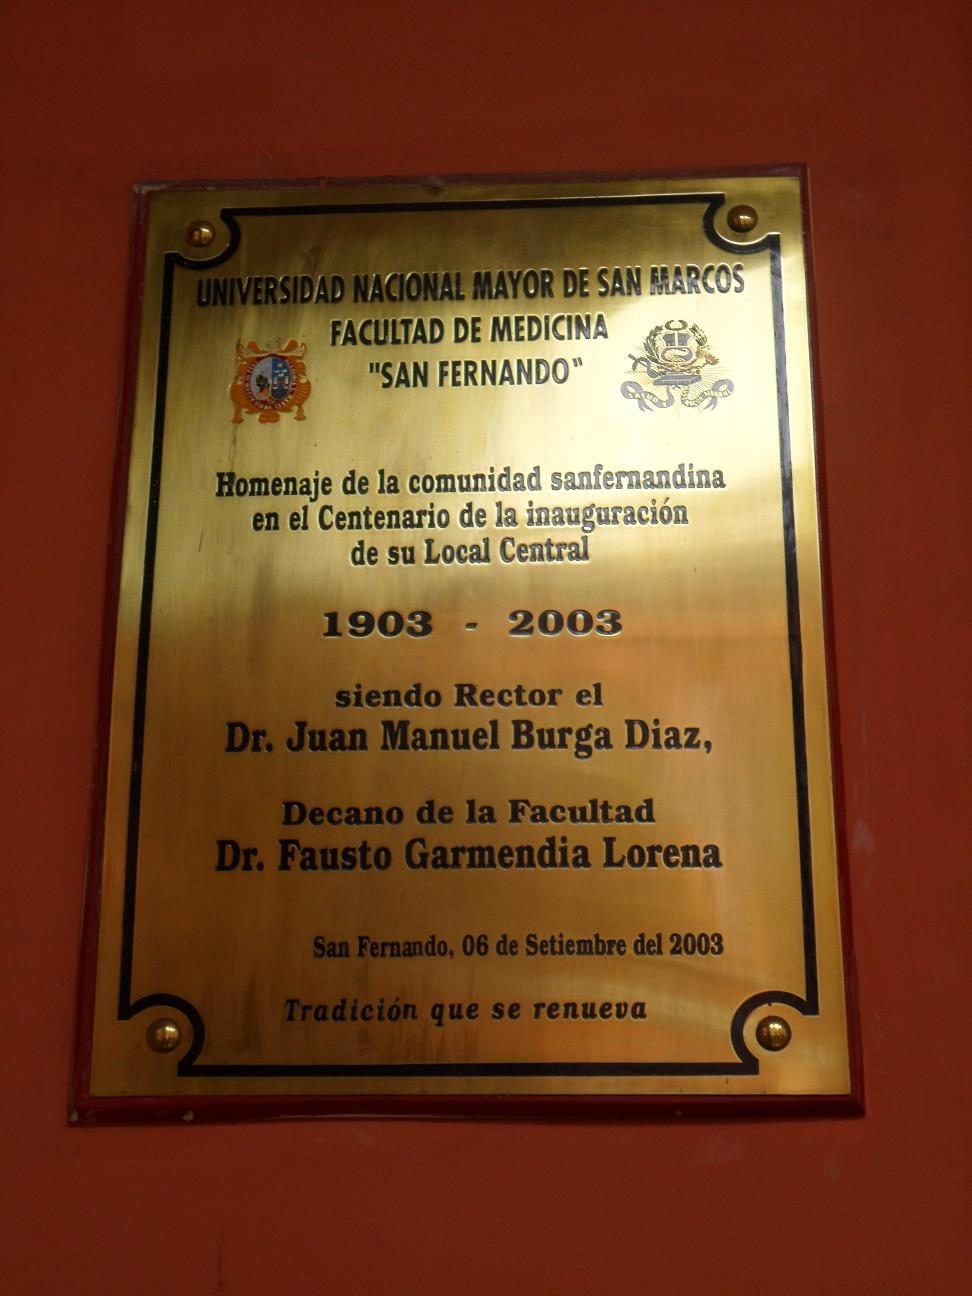 UNIVERSIDAD NACIONAL MAYOR DE SAN MARCOS
FACULTAD DE MEDICINA
"SAN FERNANDO"
Homenaje de la comunidad sanfernandina
en el Centenario de la inauguración
de su Local Central
1903 - 2003
siendo Rector el
Dr. Juan Manuel Burga Diaz,
Decano de la Facultad
Dr. Fausto Garmendia Lorena
San Fernando, 06 de Setiembre del 2003
Tradición que se renueva